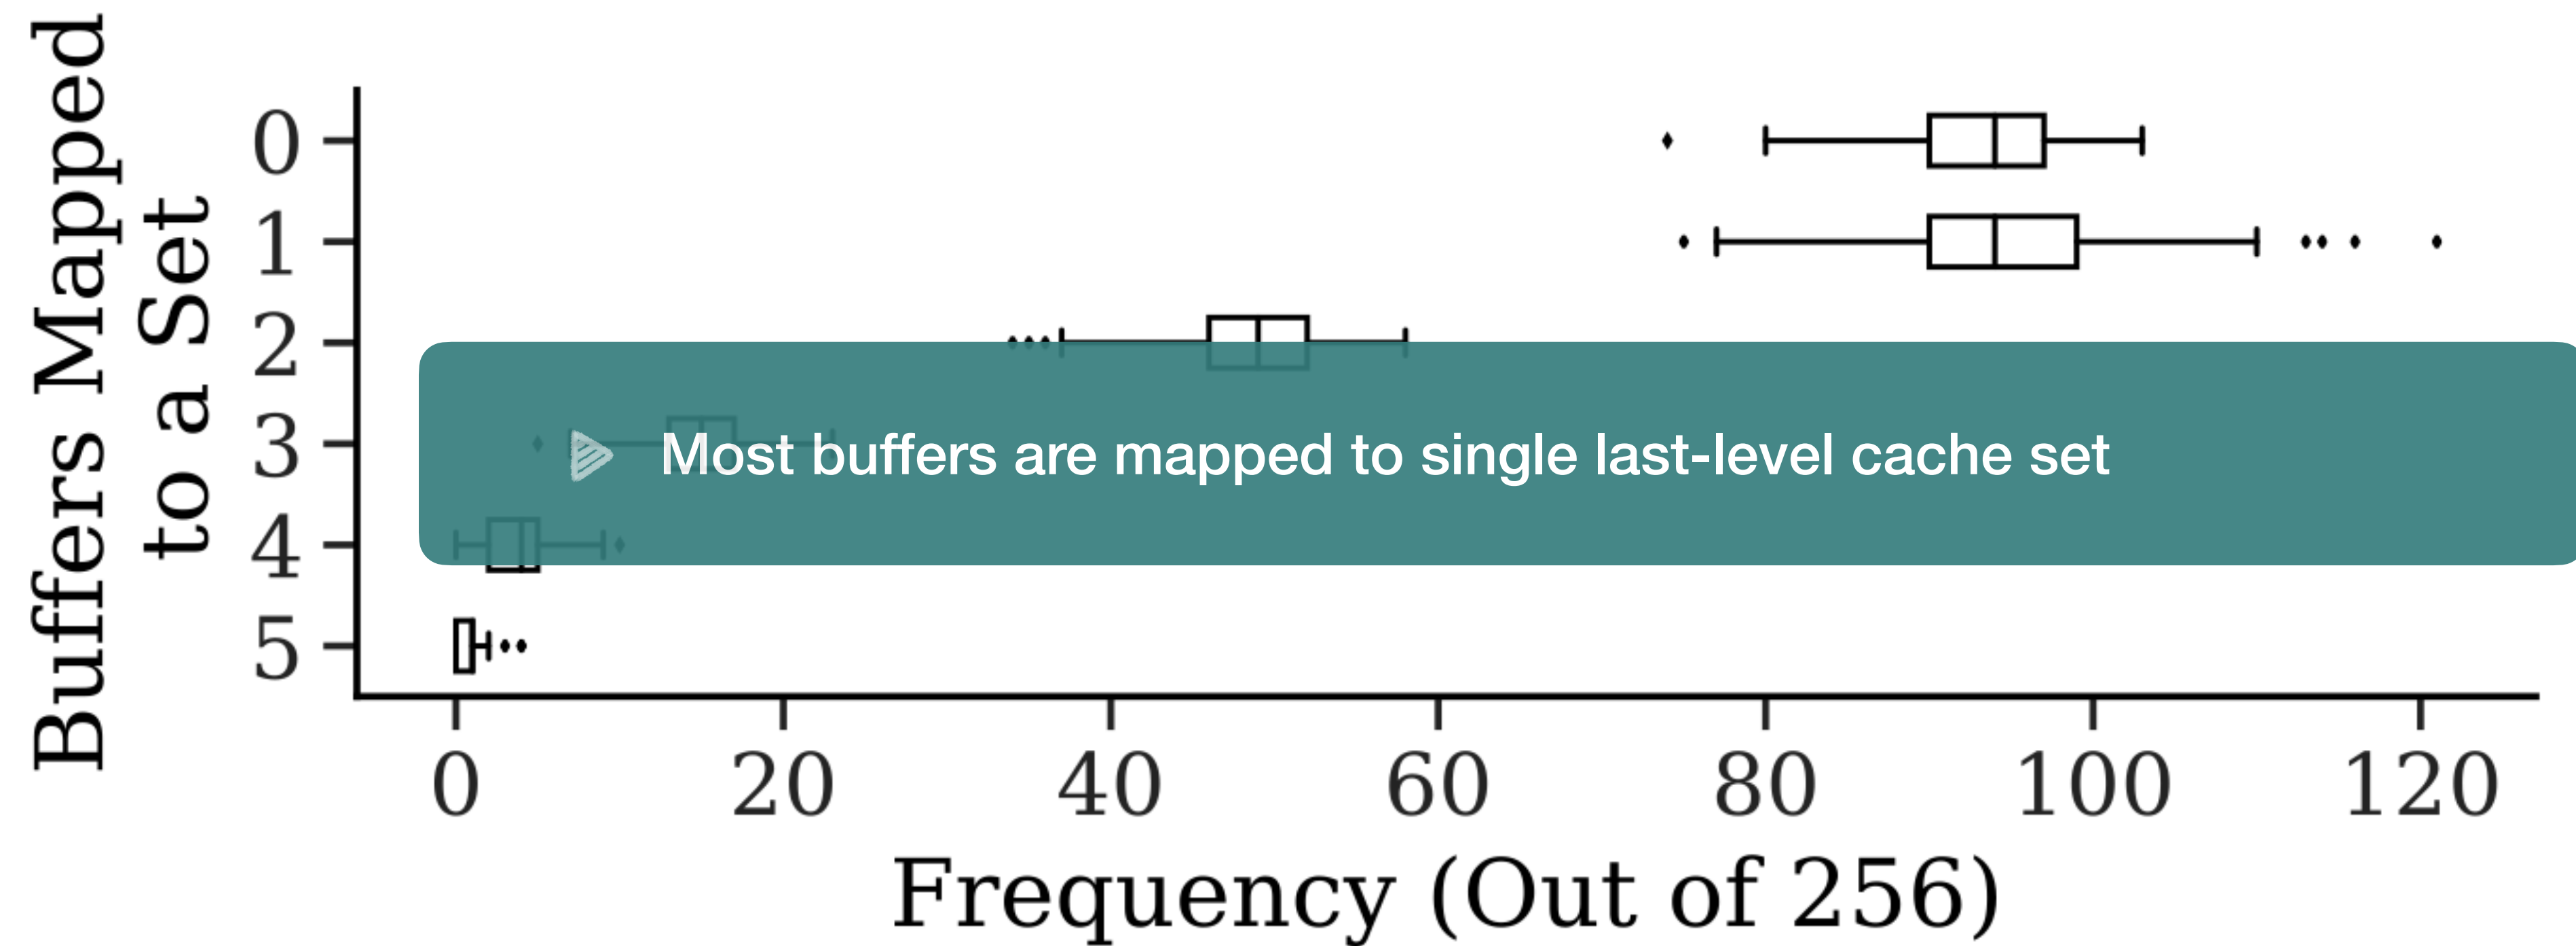 Buffers Mapped
to a Set
0
1
2
3
4
5
Most buffers are mapped to single last-level cache set
0 20 40 60 80 100 120
Frequency (Out of 256)